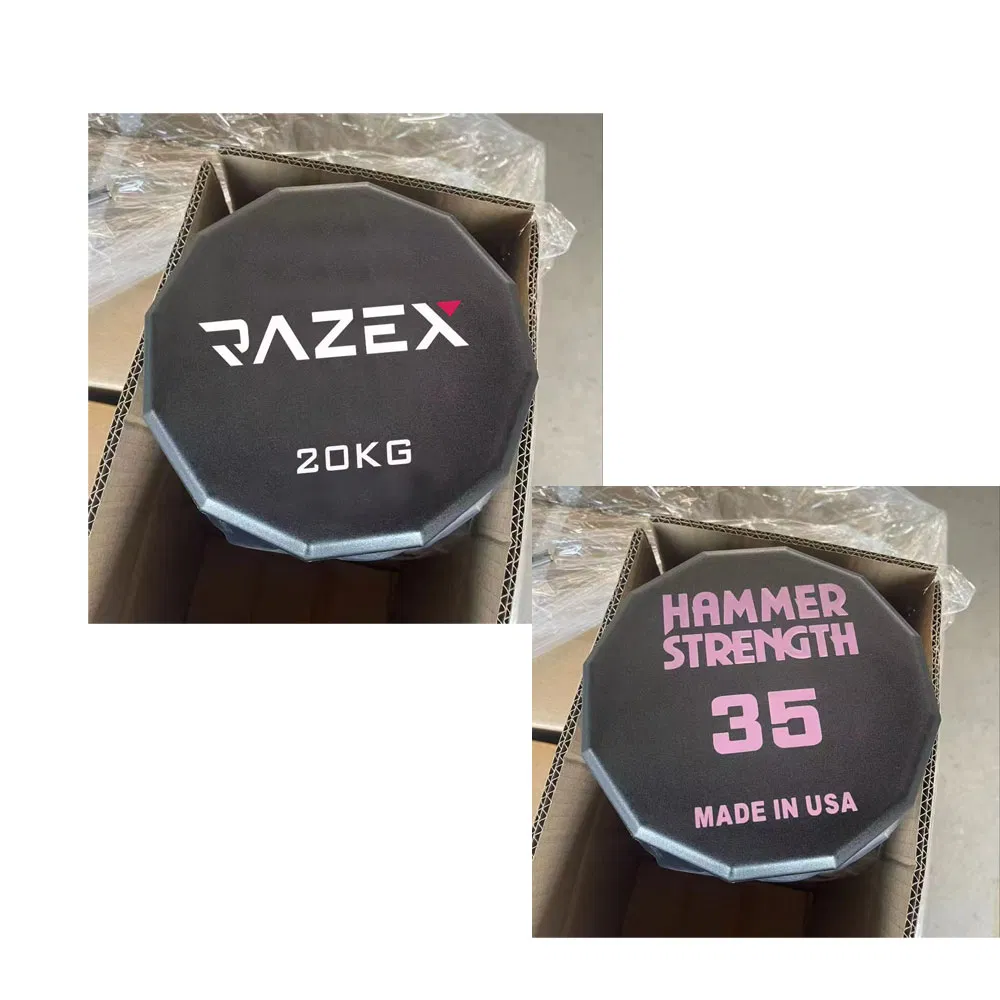 RAZEX
20KG
HAMMER
STRENGTH
35
MADE IN USA